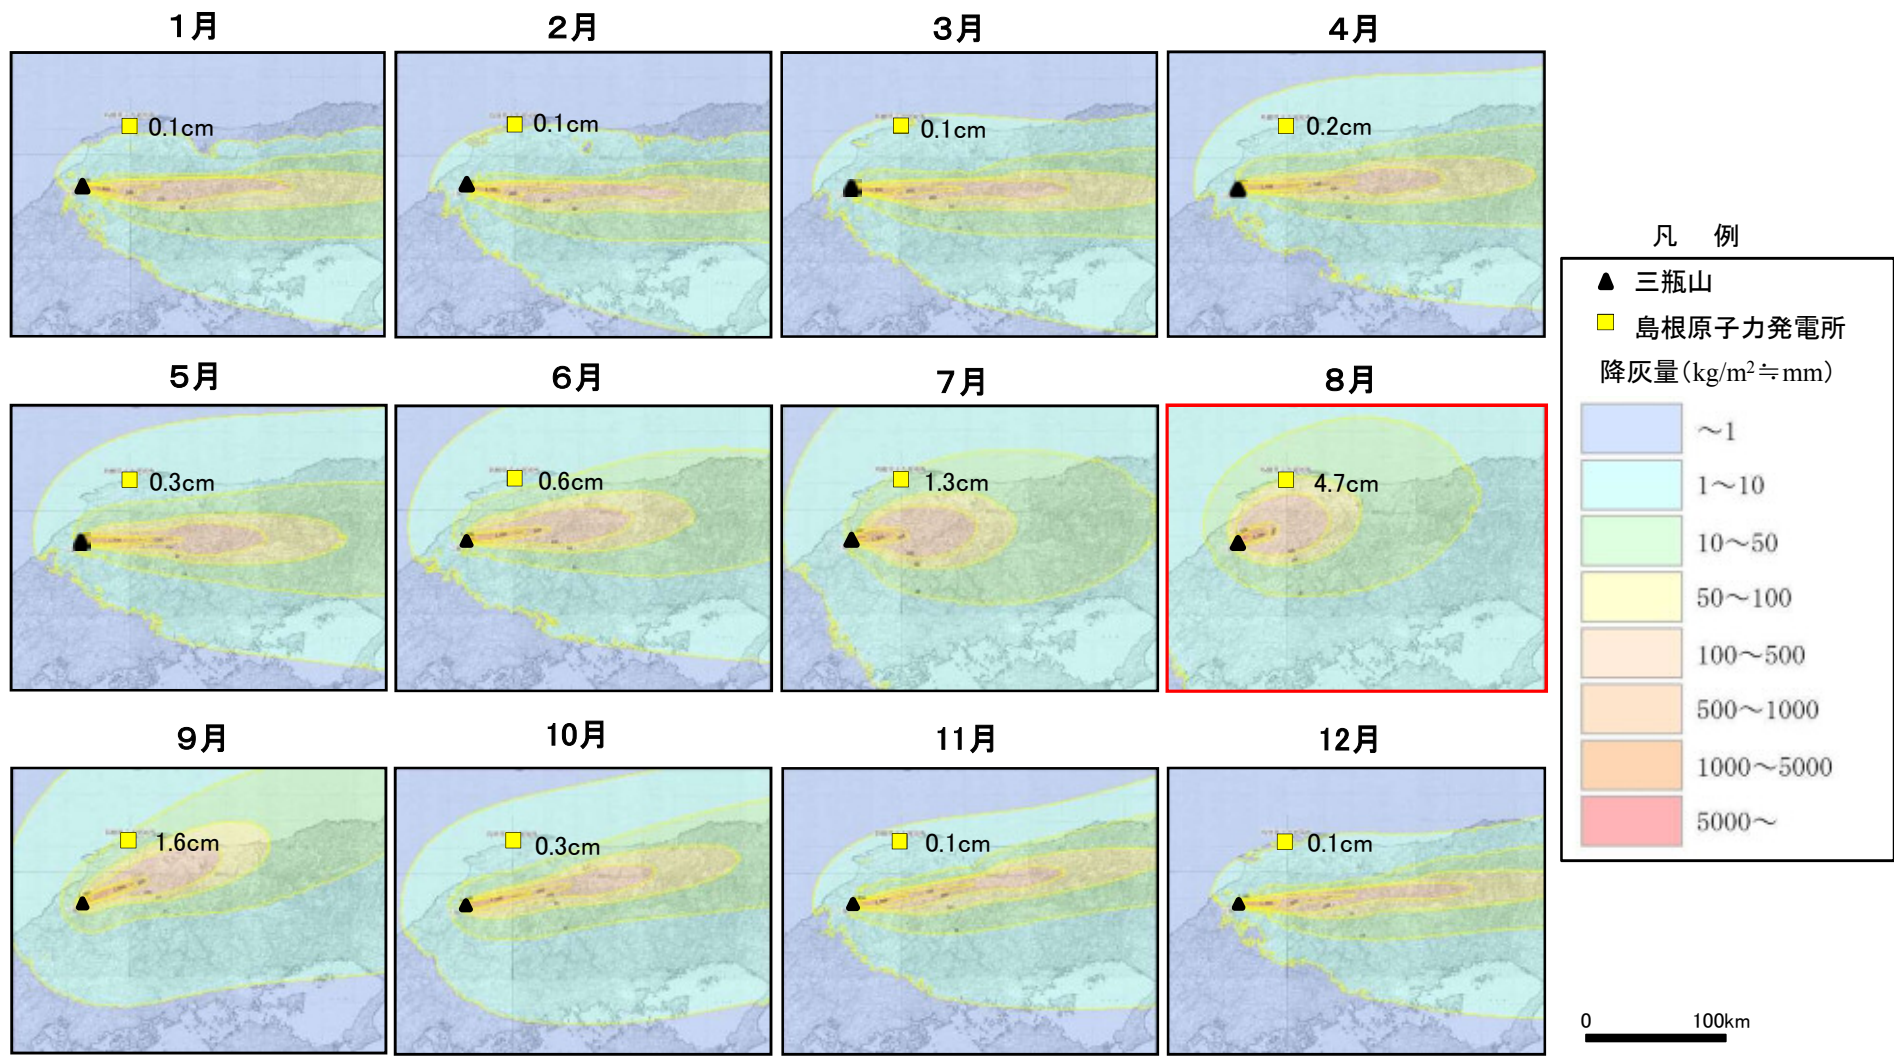 1月
2月
3月
4月
0.1cm
0.1cm
0.1cm
0.2cm
5月
6月
7月
8月
0.3cm
0.6cm
1.3cm
4.7cm
9月
10月
11月
12月
1.6cm
0.3cm
0.1cm
0.1cm
凡 例
三瓶山
島根原子力発電所
降灰量(kg/m²≒mm)
～1
1～10
10～50
50～100
100～500
500～1000
1000～5000
5000～
0 100km